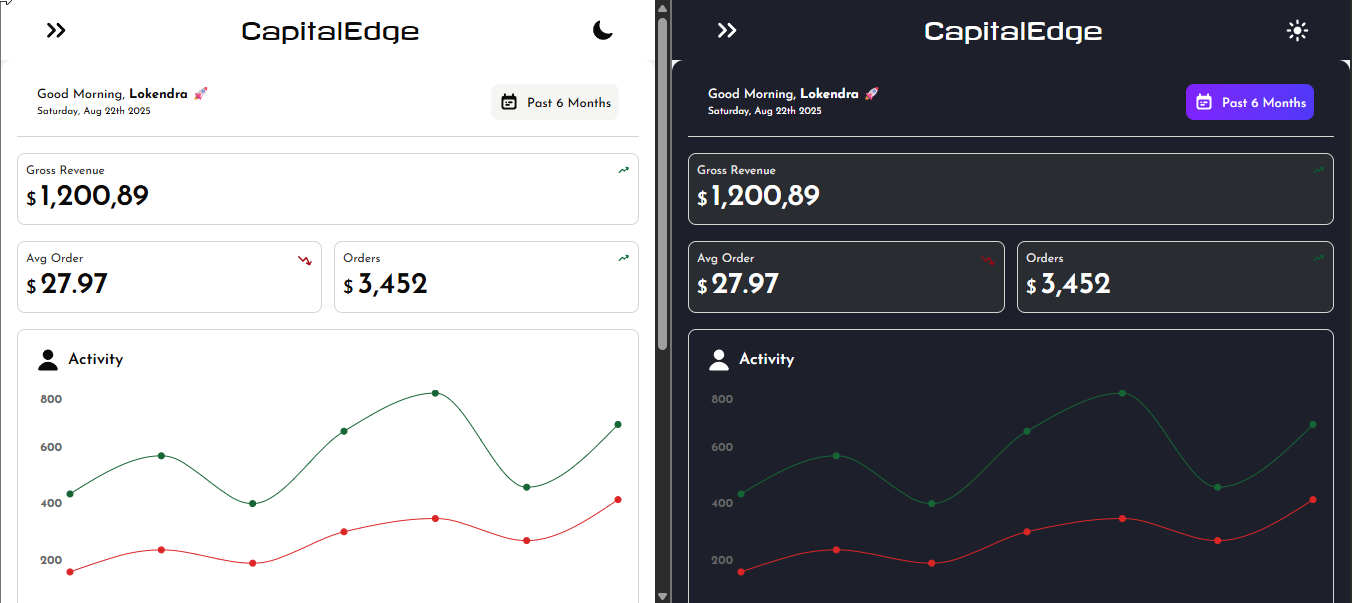 CapitalEdge
Good Morning, Lokendra 🚀
Saturday, Aug 22th 2025
Past 6 Months
Gross Revenue
$ 1,200,89
Avg Order
$ 27.97
Orders
$ 3,452
Activity
800
600
400
200
CapitalEdge
Good Morning, Lokendra 🚀
Saturday, Aug 22th 2025
Past 6 Months
Gross Revenue
$ 1,200,89
Avg Order
$ 27.97
Orders
$ 3,452
Activity
800
600
400
200